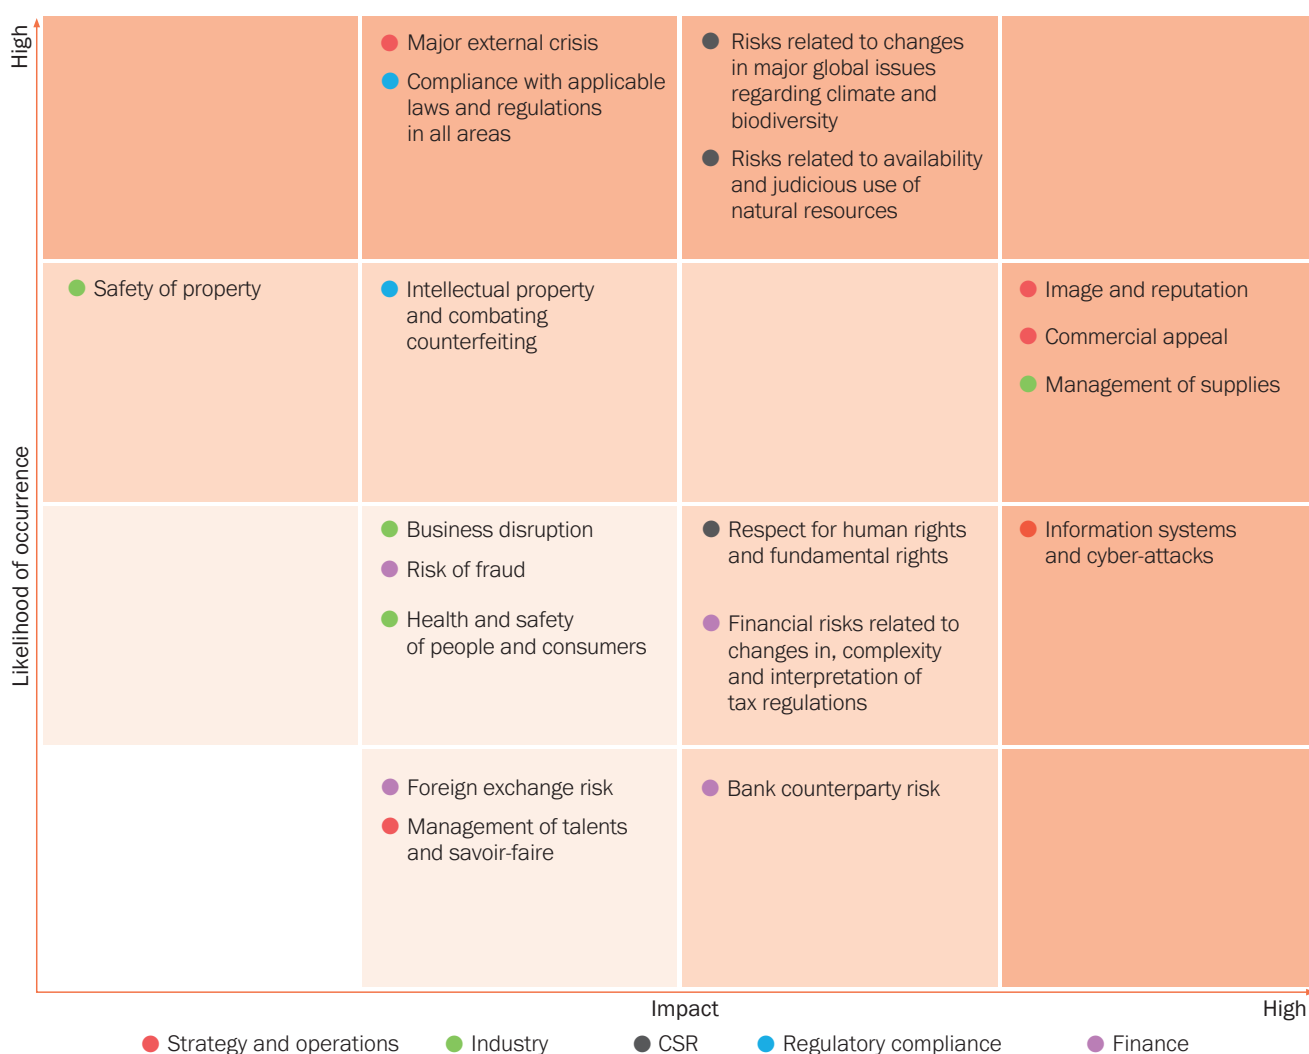 High
Major external crisis
Compliance with applicable
laws and regulations
in all areas
Risks related to changes
in major global issues
regarding climate and
biodiversity
Risks related to availability
and judicious use of
natural resources
Safety of property
Intellectual property
and combating
counterfeiting
Image and reputation
Commercial appeal
Management of supplies
Likelihood of occurrence
Business disruption
Risk of fraud
Health and safety
of people and consumers
Respect for human rights
and fundamental rights
Financial risks related to
changes in, complexity
and interpretation of
tax regulations
Information systems
and cyber-attacks
Foreign exchange risk
Management of talents
and savoir-faire
Bank counterparty risk
Impact
High
Strategy and operations
Industry
CSR
Regulatory compliance
Finance